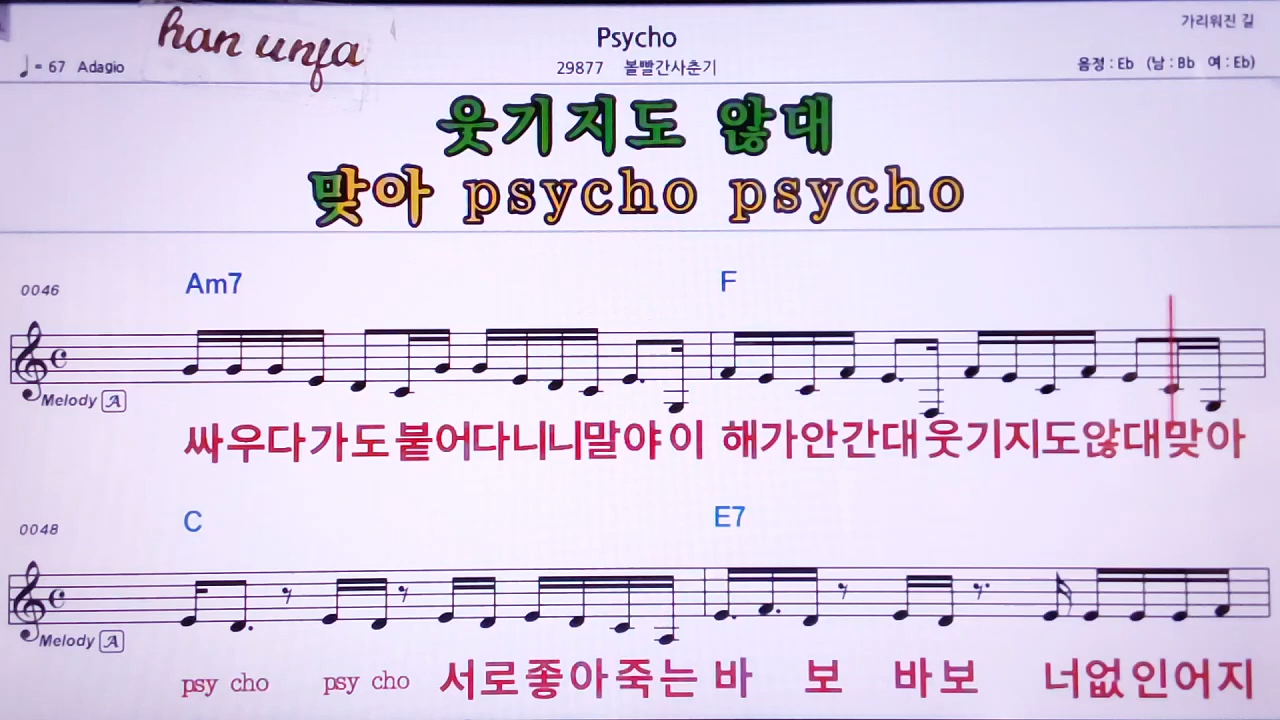 han unfa
Psycho
가리워진 길
♩= 67 Adagio
29877 볼빨간사춘기
음정 : Eb (남 : Bb 여 : Eb)
웃기지도 않대
맞아 psycho psycho
0046
Am7 F
Melody A
싸우다가도붙어다니니말야이 해가안간대웃기지도않대맞아
0048
C E7
Melody A
psy cho psy cho 서로좋아죽는 바 보 바보 너없인어지